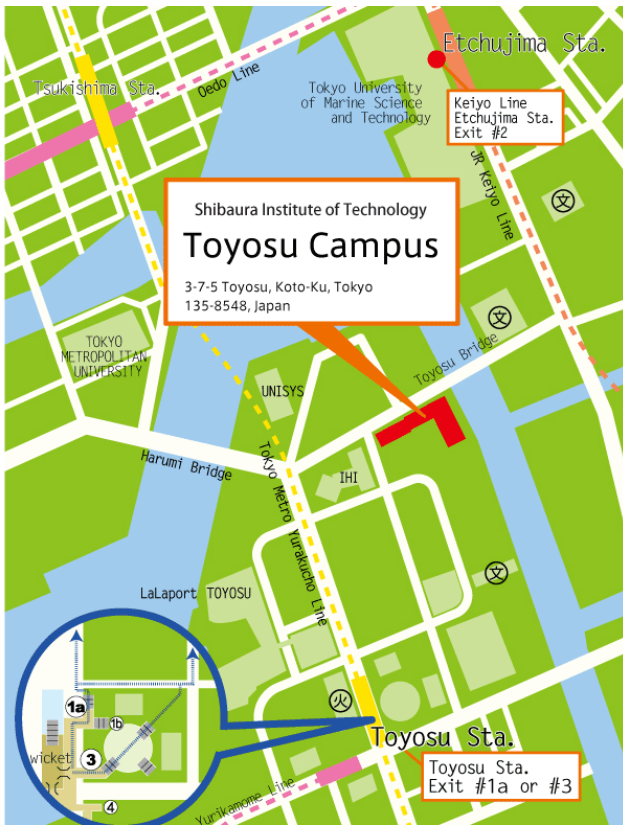 Etchujima Sta.
Tsukishima Sta.
Oedo Line
Tokyo University
of Marine Science
and Technology
Keiyo Line
Etchujima Sta.
Exit #2
JR Keiyo Line
文
Shibaura Institute of Technology
Toyosu Campus
3-7-5 Toyosu, Koto-Ku, Tokyo
135-8548, Japan
文
TOKYO
METROPOLITAN
UNIVERSITY
Toyosu Bridge
UNISYS
Harumi Bridge
Tokyo Metro Yurakucho Line
IHI
文
LaLaport TOYOSU
火
1a
1b
wicket
3
4
Toyosu Sta.
Toyosu Sta.
Exit #1a or #3
Yurikamome Line